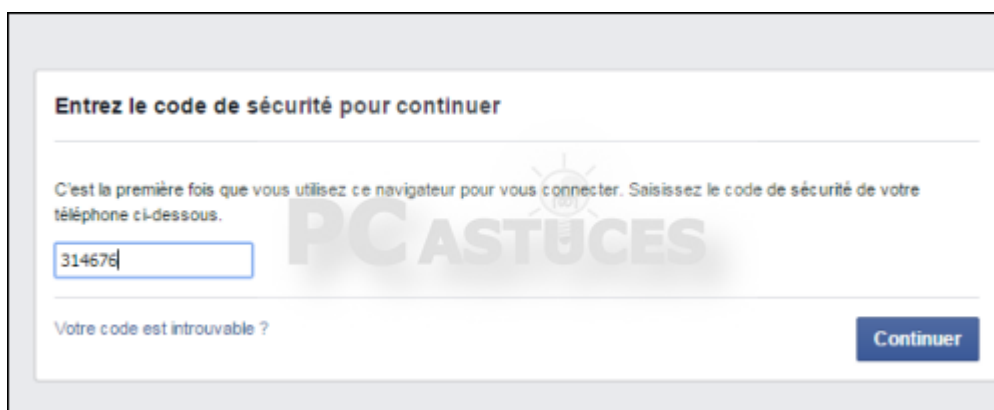 Entrez le code de sécurité pour continuer
C'est la première fois que vous utilisez ce navigateur pour vous connecter. Saisissez le code de sécurité de votre
téléphone ci-dessous.
PC ASTUCES
314676
Votre code est introuvable ?
Continuer